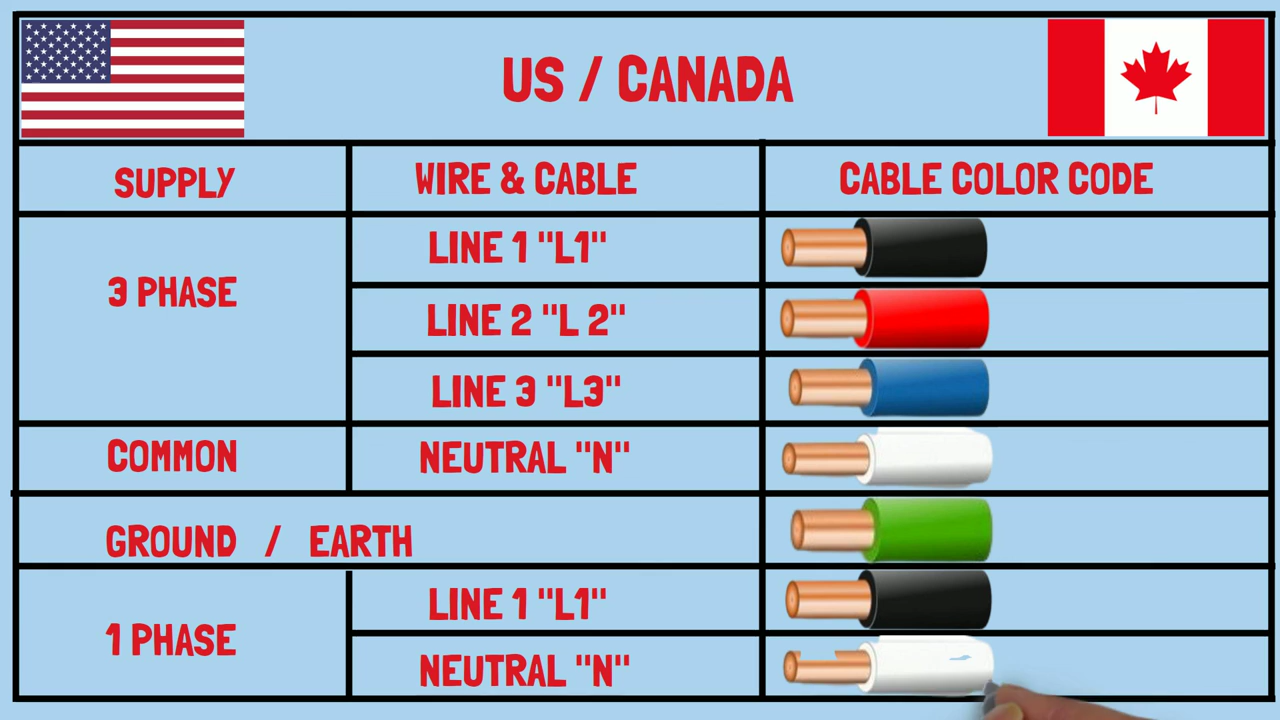 US / CANADA
SUPPLY
WIRE & CABLE
CABLE COLOR CODE
3 PHASE
LINE 1 "L1"
LINE 2 "L 2"
LINE 3 "L3"
COMMON
NEUTRAL "N"
GROUND / EARTH
1 PHASE
LINE 1 "L1"
NEUTRAL "N"